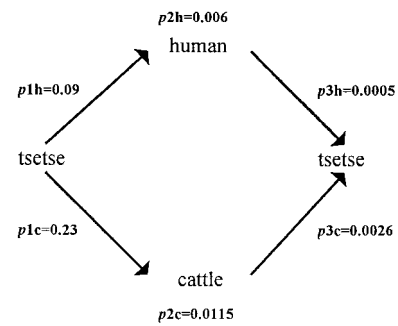 p2h=0.006
human
p1h=0.09
p3h=0.0005
tsetse
tsetse
p1c=0.23
p3c=0.0026
cattle
p2c=0.0115